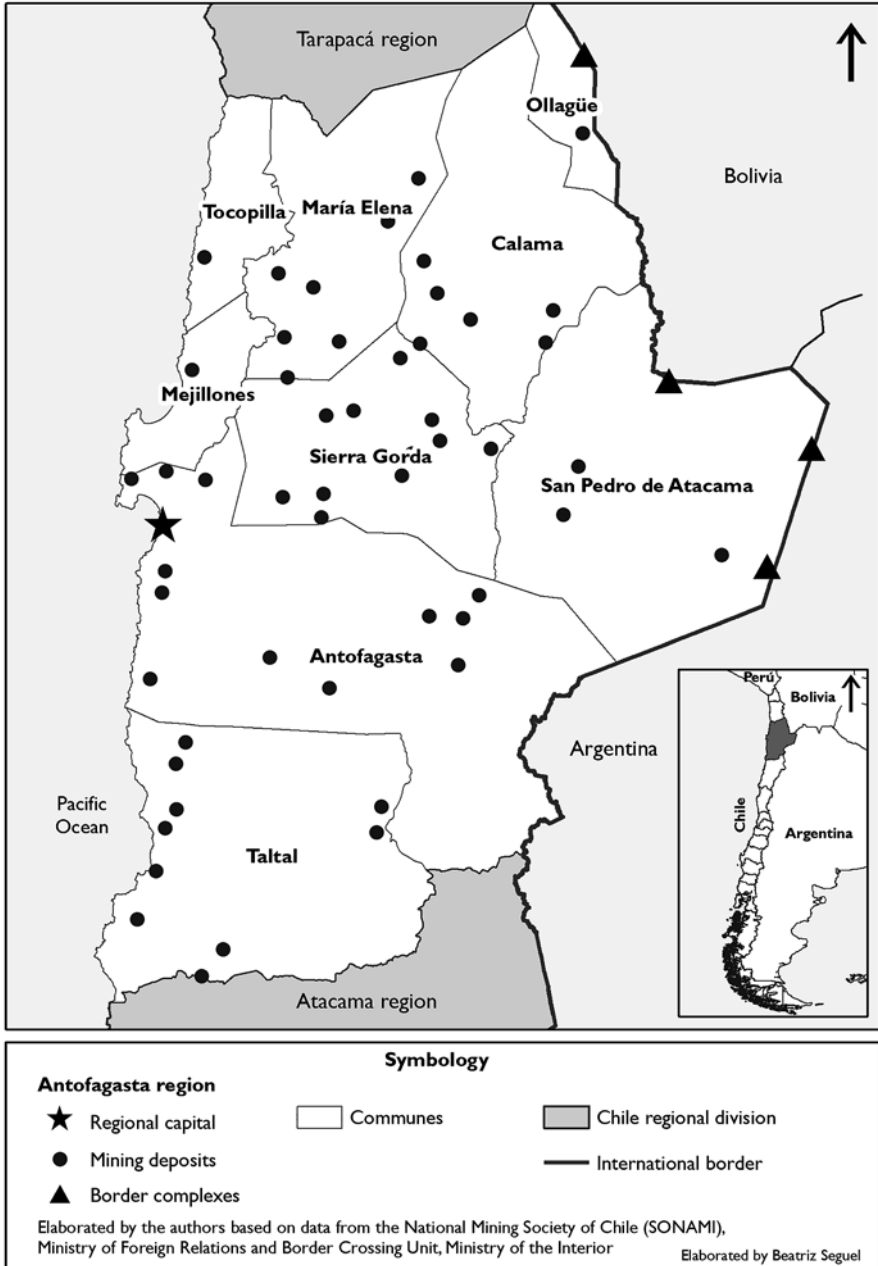 Tarapacá region
Ollagüe
Bolivia
Tocopilla
María Elena
Calama
Mejillones
Sierra Gorda
San Pedro de Atacama
Antofagasta
Argentina
Pacific
Ocean
Taltal
Atacama region
Perú
Bolivia
Chile
Argentina
Symbology
Antofagasta region
Regional capital
Communes
Chile regional division
Mining deposits
International border
Border complexes
Elaborated by the authors based on data from the National Mining Society of Chile (SONAMI),
Ministry of Foreign Relations and Border Crossing Unit, Ministry of the Interior
Elaborated by Beatriz Seguel